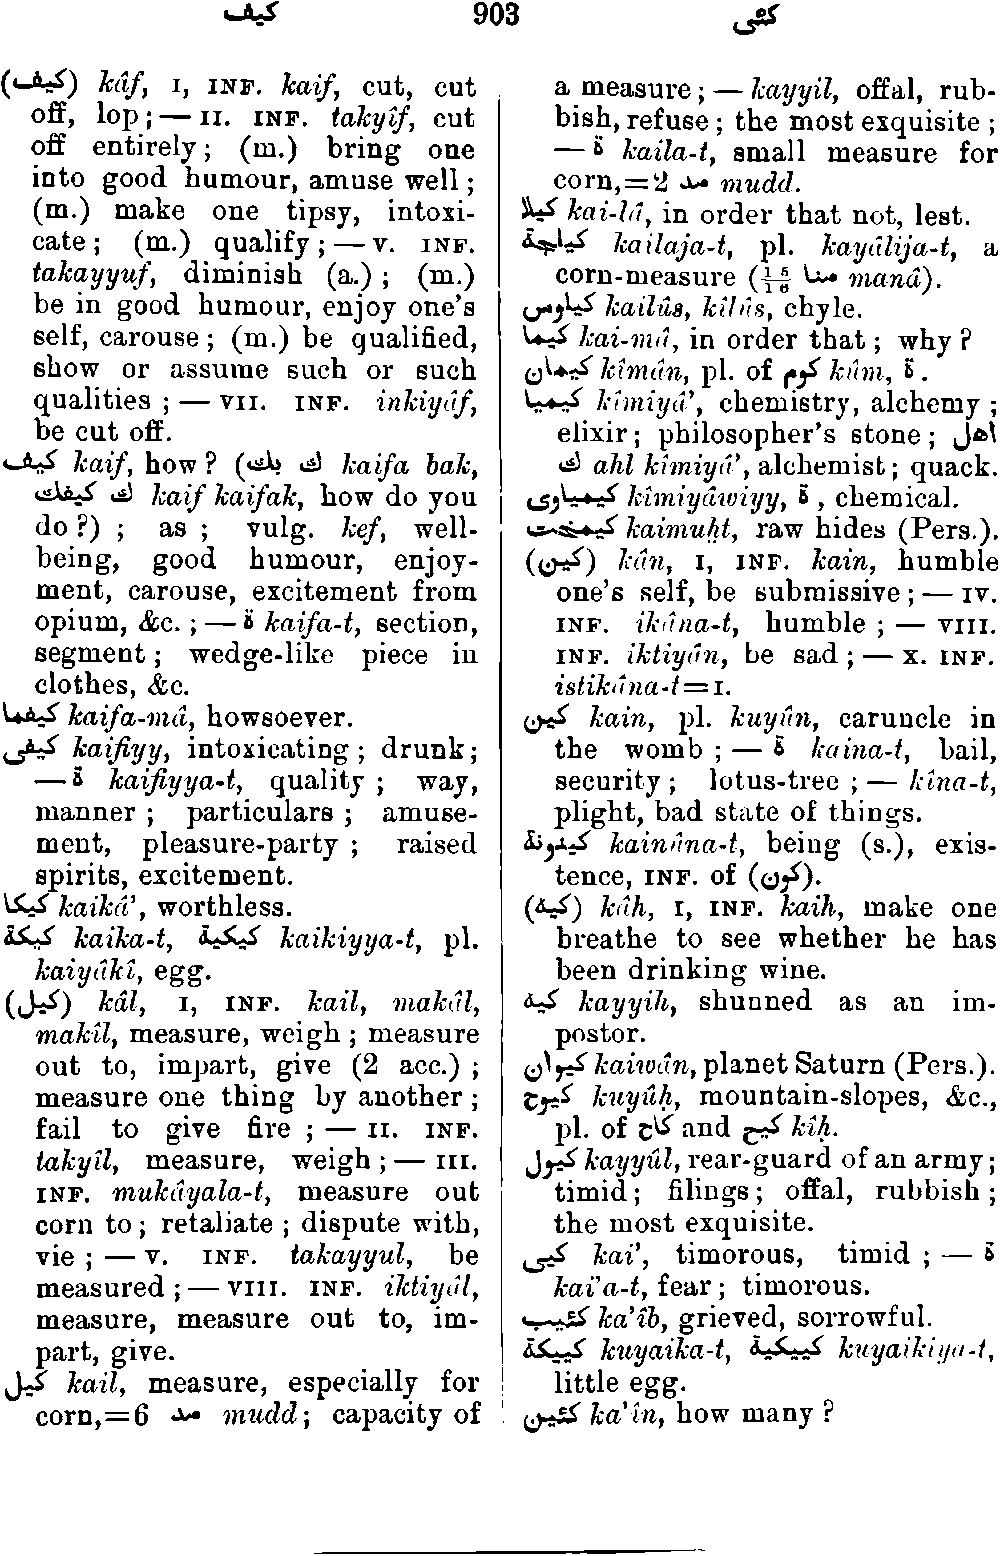 كيف 903 كئى
(كيف) kâf, I, INF. kaif, cut, cut
off, lop; — II. INF. takyîf, cut
off entirely; (m.) bring one
into good humour, amuse well;
(m.) make one tipsy, intoxi-
cate; (m.) qualify; — V. INF.
takayyuf, diminish (a.); (m.)
be in good humour, enjoy one's
self, carouse; (m.) be qualified,
show or assume such or such
qualities; — VII. INF. inkiyâf,
be cut off.
كيف kaif, how? (ك بك kaifa bak,
ك كيفك kaif kaifak, how do you
do?); as; vulg. kef, well-
being, good humour, enjoy-
ment, carouse, excitement from
opium, &c.; — ة kaifa-t, section,
segment; wedge-like piece in
clothes, &c.
كيفما kaifa-mâ, howsoever.
كيفى kaifiyy, intoxicating; drunk;
— ة kaifiyya-t, quality; way,
manner; particulars; amuse-
ment, pleasure-party; raised
spirits, excitement.
كيكا kaikâ', worthless.
كيكة kaika-t, كيكية kaikiyya-t, pl.
kaiyâkî, egg.
(كيل) kâl, I, INF. kail, makâl,
makîl, measure, weigh; measure
out to, impart, give (2 acc.);
measure one thing by another;
fail to give fire; — II. INF.
takyîl, measure, weigh; — III.
INF. mukâyala-t, measure out
corn to; retaliate; dispute with,
vie; — V. INF. takayyul, be
measured; — VIII. INF. iktiyâl,
measure, measure out to, im-
part, give.
كيل kail, measure, especially for
corn,=6 مد mudd; capacity of
a measure; — kayyil, offal, rub-
bish, refuse; the most exquisite;
— ة kaila-t, small measure for
corn,=2 مد mudd.
كيلا kai-lâ, in order that not, lest.
كيلجة kailaja-t, pl. kayâlija-t, a
corn-measure (منا manâ).
كيلوس kailûs, kîlûs, chyle.
كيما kai-mâ, in order that; why?
كيمان kîmân, pl. of كوم kûm, ة.
كيميا kîmiyâ', chemistry, alchemy;
elixir; philosopher's stone; اهل
ك ahl kîmiyâ', alchemist; quack.
كيمياوى kîmiyâwiyy, ة, chemical.
كيمخت kaimuḫt, raw hides (Pers.).
(كين) kân, I, INF. kain, humble
one's self, be submissive; — IV.
INF. ikâna-t, humble; — VIII.
INF. iktiyân, be sad; — X. INF.
istikâna-t=I.
كين kain, pl. kuyûn, caruncle in
the womb; — ة kaina-t, bail,
security; lotus-tree; — kîna-t,
plight, bad state of things.
كينونة kainûna-t, being (s.), exis-
tence, INF. of (كون).
(كيه) kâh, I, INF. kaih, make one
breathe to see whether he has
been drinking wine.
كيه kayyih, shunned as an im-
postor.
كيوان kaiwân, planet Saturn (Pers.).
كيوح kuyûḥ, mountain-slopes, &c.,
pl. of كاح and كيح kîḥ.
كيول kayyûl, rear-guard of an army;
timid; filings; offal, rubbish;
the most exquisite.
كيى kai', timorous, timid; — ة
kai'a-t, fear; timorous.
كئيب ka'îb, grieved, sorrowful.
كييكة kuyaika-t, كييكية kuyaikiya-t,
little egg.
كئين ka'în, how many?